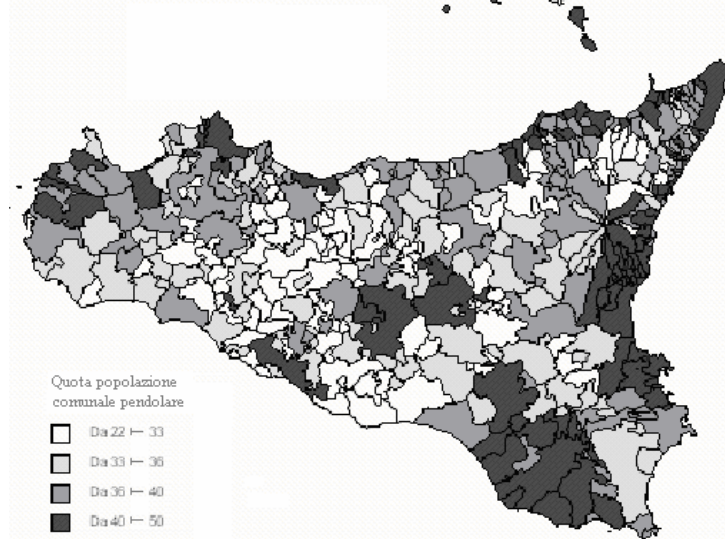 Quota popolazione
comunale pendolare
Da 22 ⊢ 33
Da 33 ⊢ 36
Da 36 ⊢ 40
Da 40 ⊢ 50